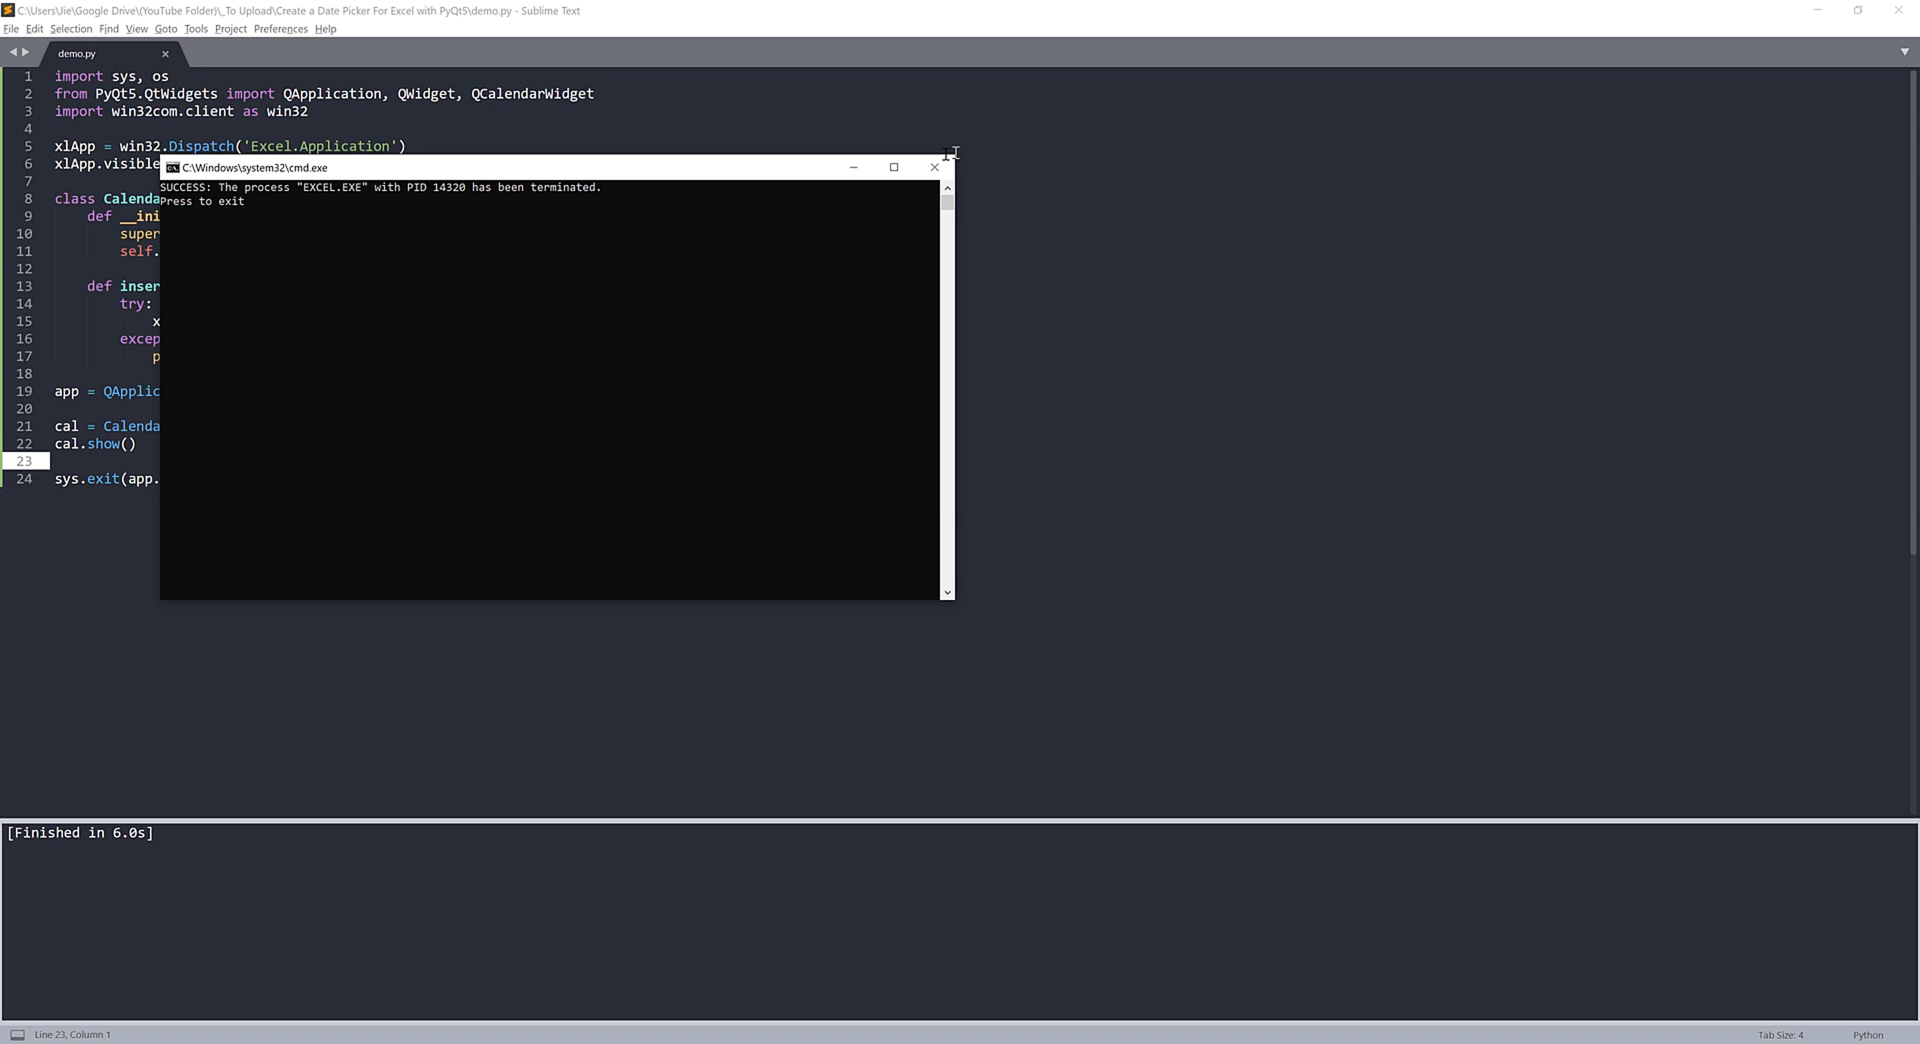 C:\Users\Jie\Google Drive\(YouTube Folder)\_To Upload\Create a Date Picker For Excel with PyQt5\demo.py - Sublime Text
File Edit Selection Find View Goto Tools Project Preferences Help
demo.py
1 import sys, os
2 from PyQt5.QtWidgets import QApplication, QWidget, QCalendarWidget
3 import win32com.client as win32
4
5 xlApp = win32.Dispatch('Excel.Application')
6 xlApp.visible
C:\Windows\system32\cmd.exe
SUCCESS: The process "EXCEL.EXE" with PID 14320 has been terminated.
Press to exit
7
8 class Calenda
9 def __ini
10 super
11 self.
12
13 def inser
14 try:
15 x
16 excep
17 p
18
19 app = QApplic
20
21 cal = Calenda
22 cal.show()
23
24 sys.exit(app.
[Finished in 6.0s]
Line 23, Column 1
Tab Size: 4
Python